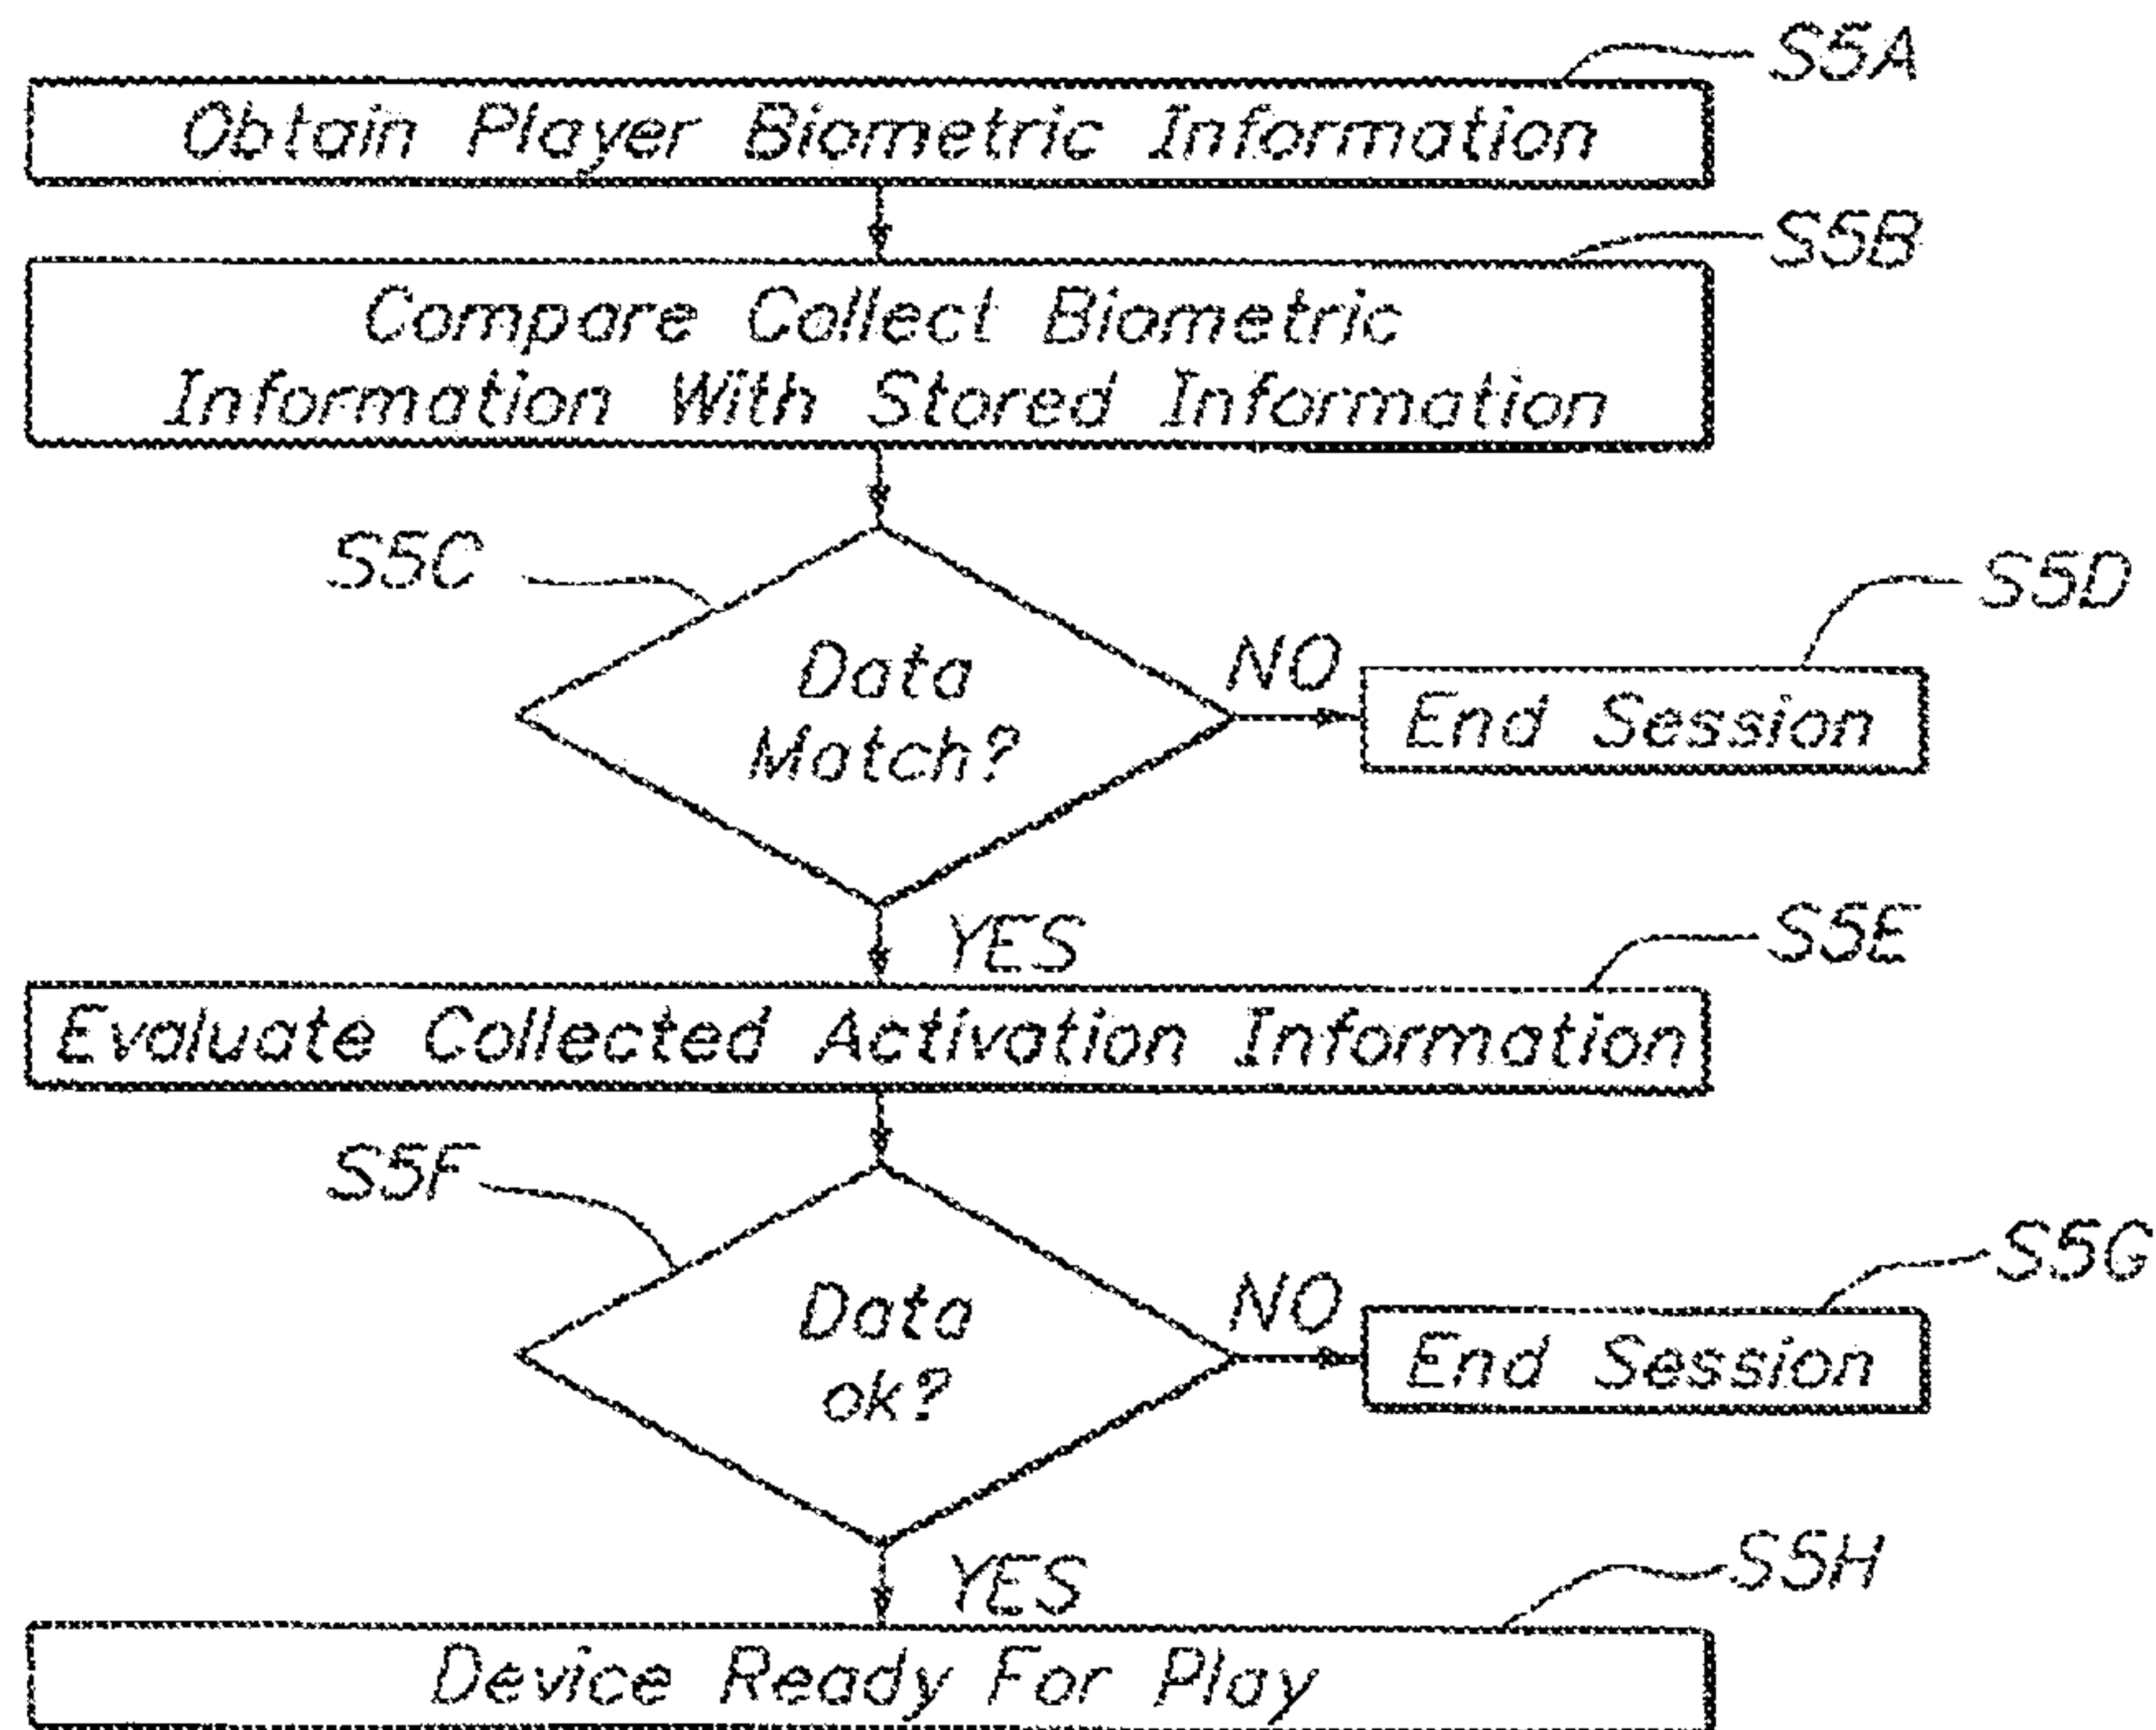 S5A
Obtain Player Biometric Information
S5B
Compare Collect Biometric
Information With Stored Information
S5C
Data
Match?
NO
S5D
End Session
YES
S5E
Evaluate Collected Activation Information
S5F
Data
ok?
NO
S5G
End Session
YES
S5H
Device Ready For Play